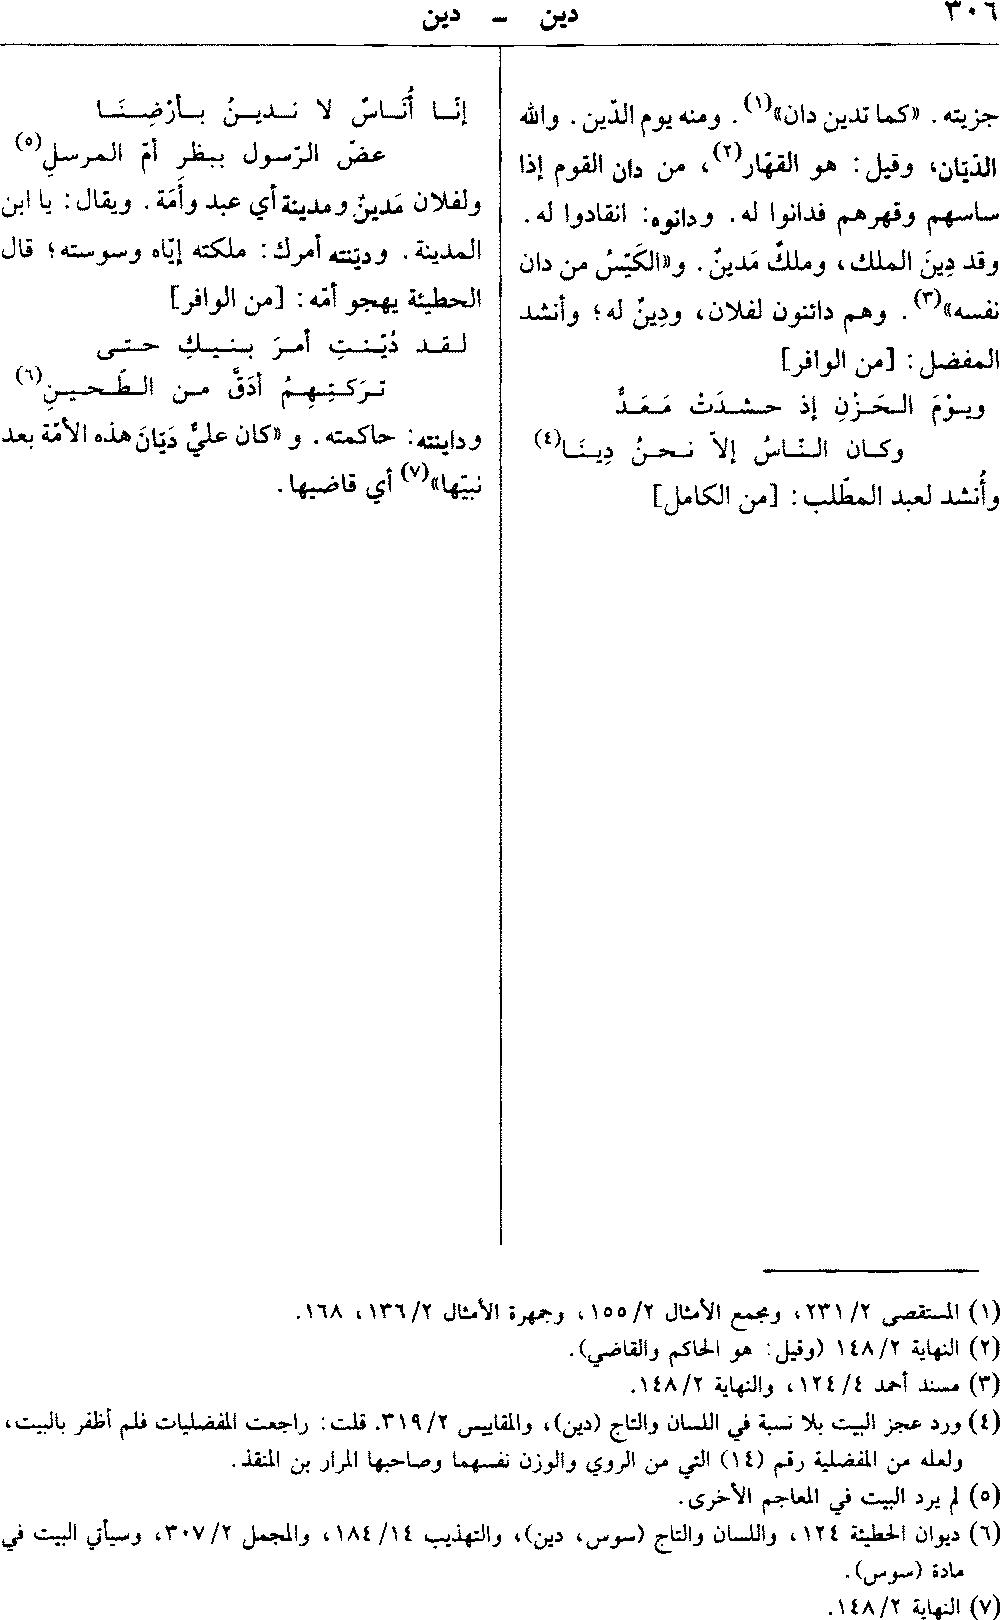 ٣٠٦
دين - دين
جزيته. «كما تدين دان»(١). ومنه يوم الدّين. والله
الديّان، وقيل: هو القهّار(٢)، من دان القوم إذا
ساسهم وقهرهم فدانوا له. ودانوه: انقادوا له.
وقد دِينَ الملك، وملكٌ مَدينٌ. و«الكَيّسُ من دان
نفسه»(٣). وهم دائنون لفلان، ودِينٌ له؛ وأنشد
المفضل: [من الوافر]
ويوْمَ الحَزْنِ إذ حشدَتْ مَعَدٌّ
وكان النّاسُ إلاّ نحنُ دِينَا(٤)
وأُنشد لعبد المطّلب: [من الكامل]
إنّا أُنَاسٌ لا ندينُ بأرْضِنَا
عضّ الرّسول ببظرِ أمّ المرسلِ(٥)
ولفلان مَدينٌ ومدينة أي عبد وأَمَة. ويقال: يا ابن
المدينة. وديّنته أمرك: ملكته إيّاه وسوسته؛ قال
الحطيئة يهجو أمّه: [من الوافر]
لقد دُيّنتِ أمرَ بنيكِ حتى
ترَكتِهِمُ أدَقَّ من الطَحينِ(٦)
وداينته: حاكمته. و «كان عليٌّ دَيّانَ هذه الأمّة بعد
نبيّها»(٧) أي قاضيها.
(١) المستقصى ٢/ ٢٣١، ومجمع الأمثال ٢/ ١٥٥، وجمهرة الأمثال ٢/ ١٣٦، ١٦٨.
(٢) النهاية ٢/ ١٤٨ (وقيل: هو الحاكم والقاضي).
(٣) مسند أحمد ٤/ ١٢٤، والنهاية ٢/ ١٤٨.
(٤) ورد عجز البيت بلا نسبة في اللسان والتاج (دين)، والمقاييس ٢/ ٣١٩. قلت: راجعت المفضليات فلم أظفر بالبيت،
ولعله من المفضلية رقم (١٤) التي من الروي والوزن نفسهما وصاحبها المرار بن المنقذ.
(٥) لم يرد البيت في المعاجم الأخرى.
(٦) ديوان الحطيئة ١٢٤، واللسان والتاج (سوس، دين)، والتهذيب ١٤/ ١٨٤، والمجمل ٢/ ٣٠٧، وسيأتي البيت في
مادة (سوس).
(٧) النهاية ٢/ ١٤٨.